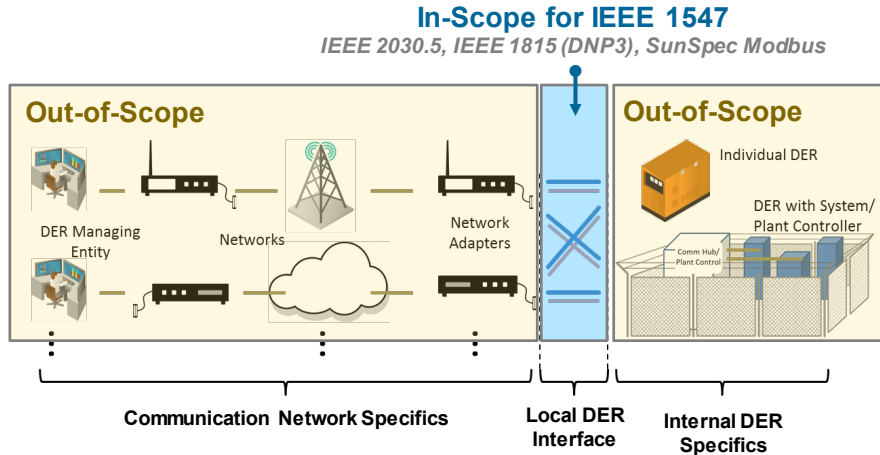 In-Scope for IEEE 1547
IEEE 2030.5, IEEE 1815 (DNP3), SunSpec Modbus
Out-of-Scope
DER Managing
Entity
Networks
Network
Adapters
Out-of-Scope
Individual DER
DER with System/
Plant Controller
Comm Hub/
Plant Control
Communication Network Specifics
Local DER
Interface
Internal DER
Specifics